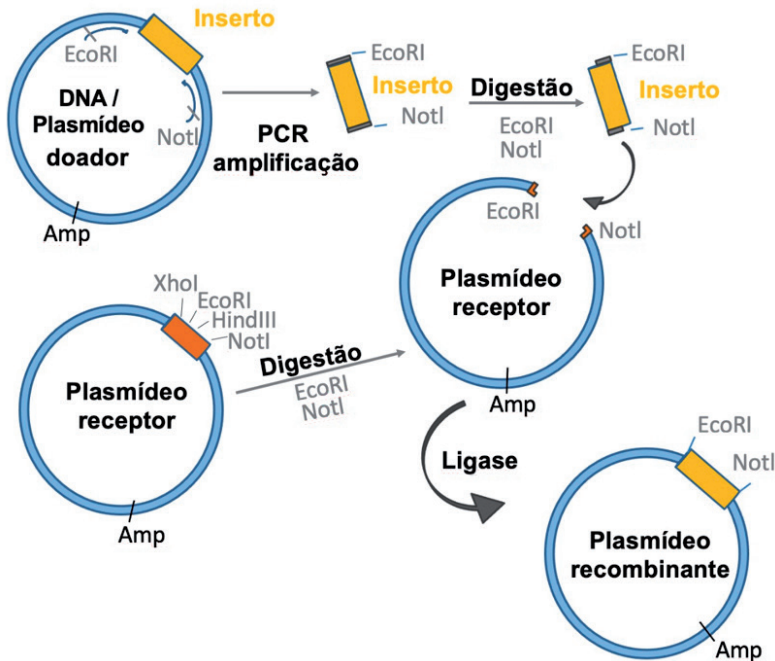 Inserto
EcoRI
DNA /
Plasmídeo
doador
NotI
Amp
PCR
amplificação
EcoRI
Inserto
NotI
Digestão
EcoRI
NotI
EcoRI
Inserto
NotI
EcoRI
NotI
Plasmídeo
receptor
Amp
XhoI
EcoRI
HindIII
NotI
Plasmídeo
receptor
Amp
Digestão
EcoRI
NotI
Ligase
EcoRI
NotI
Plasmídeo
recombinante
Amp